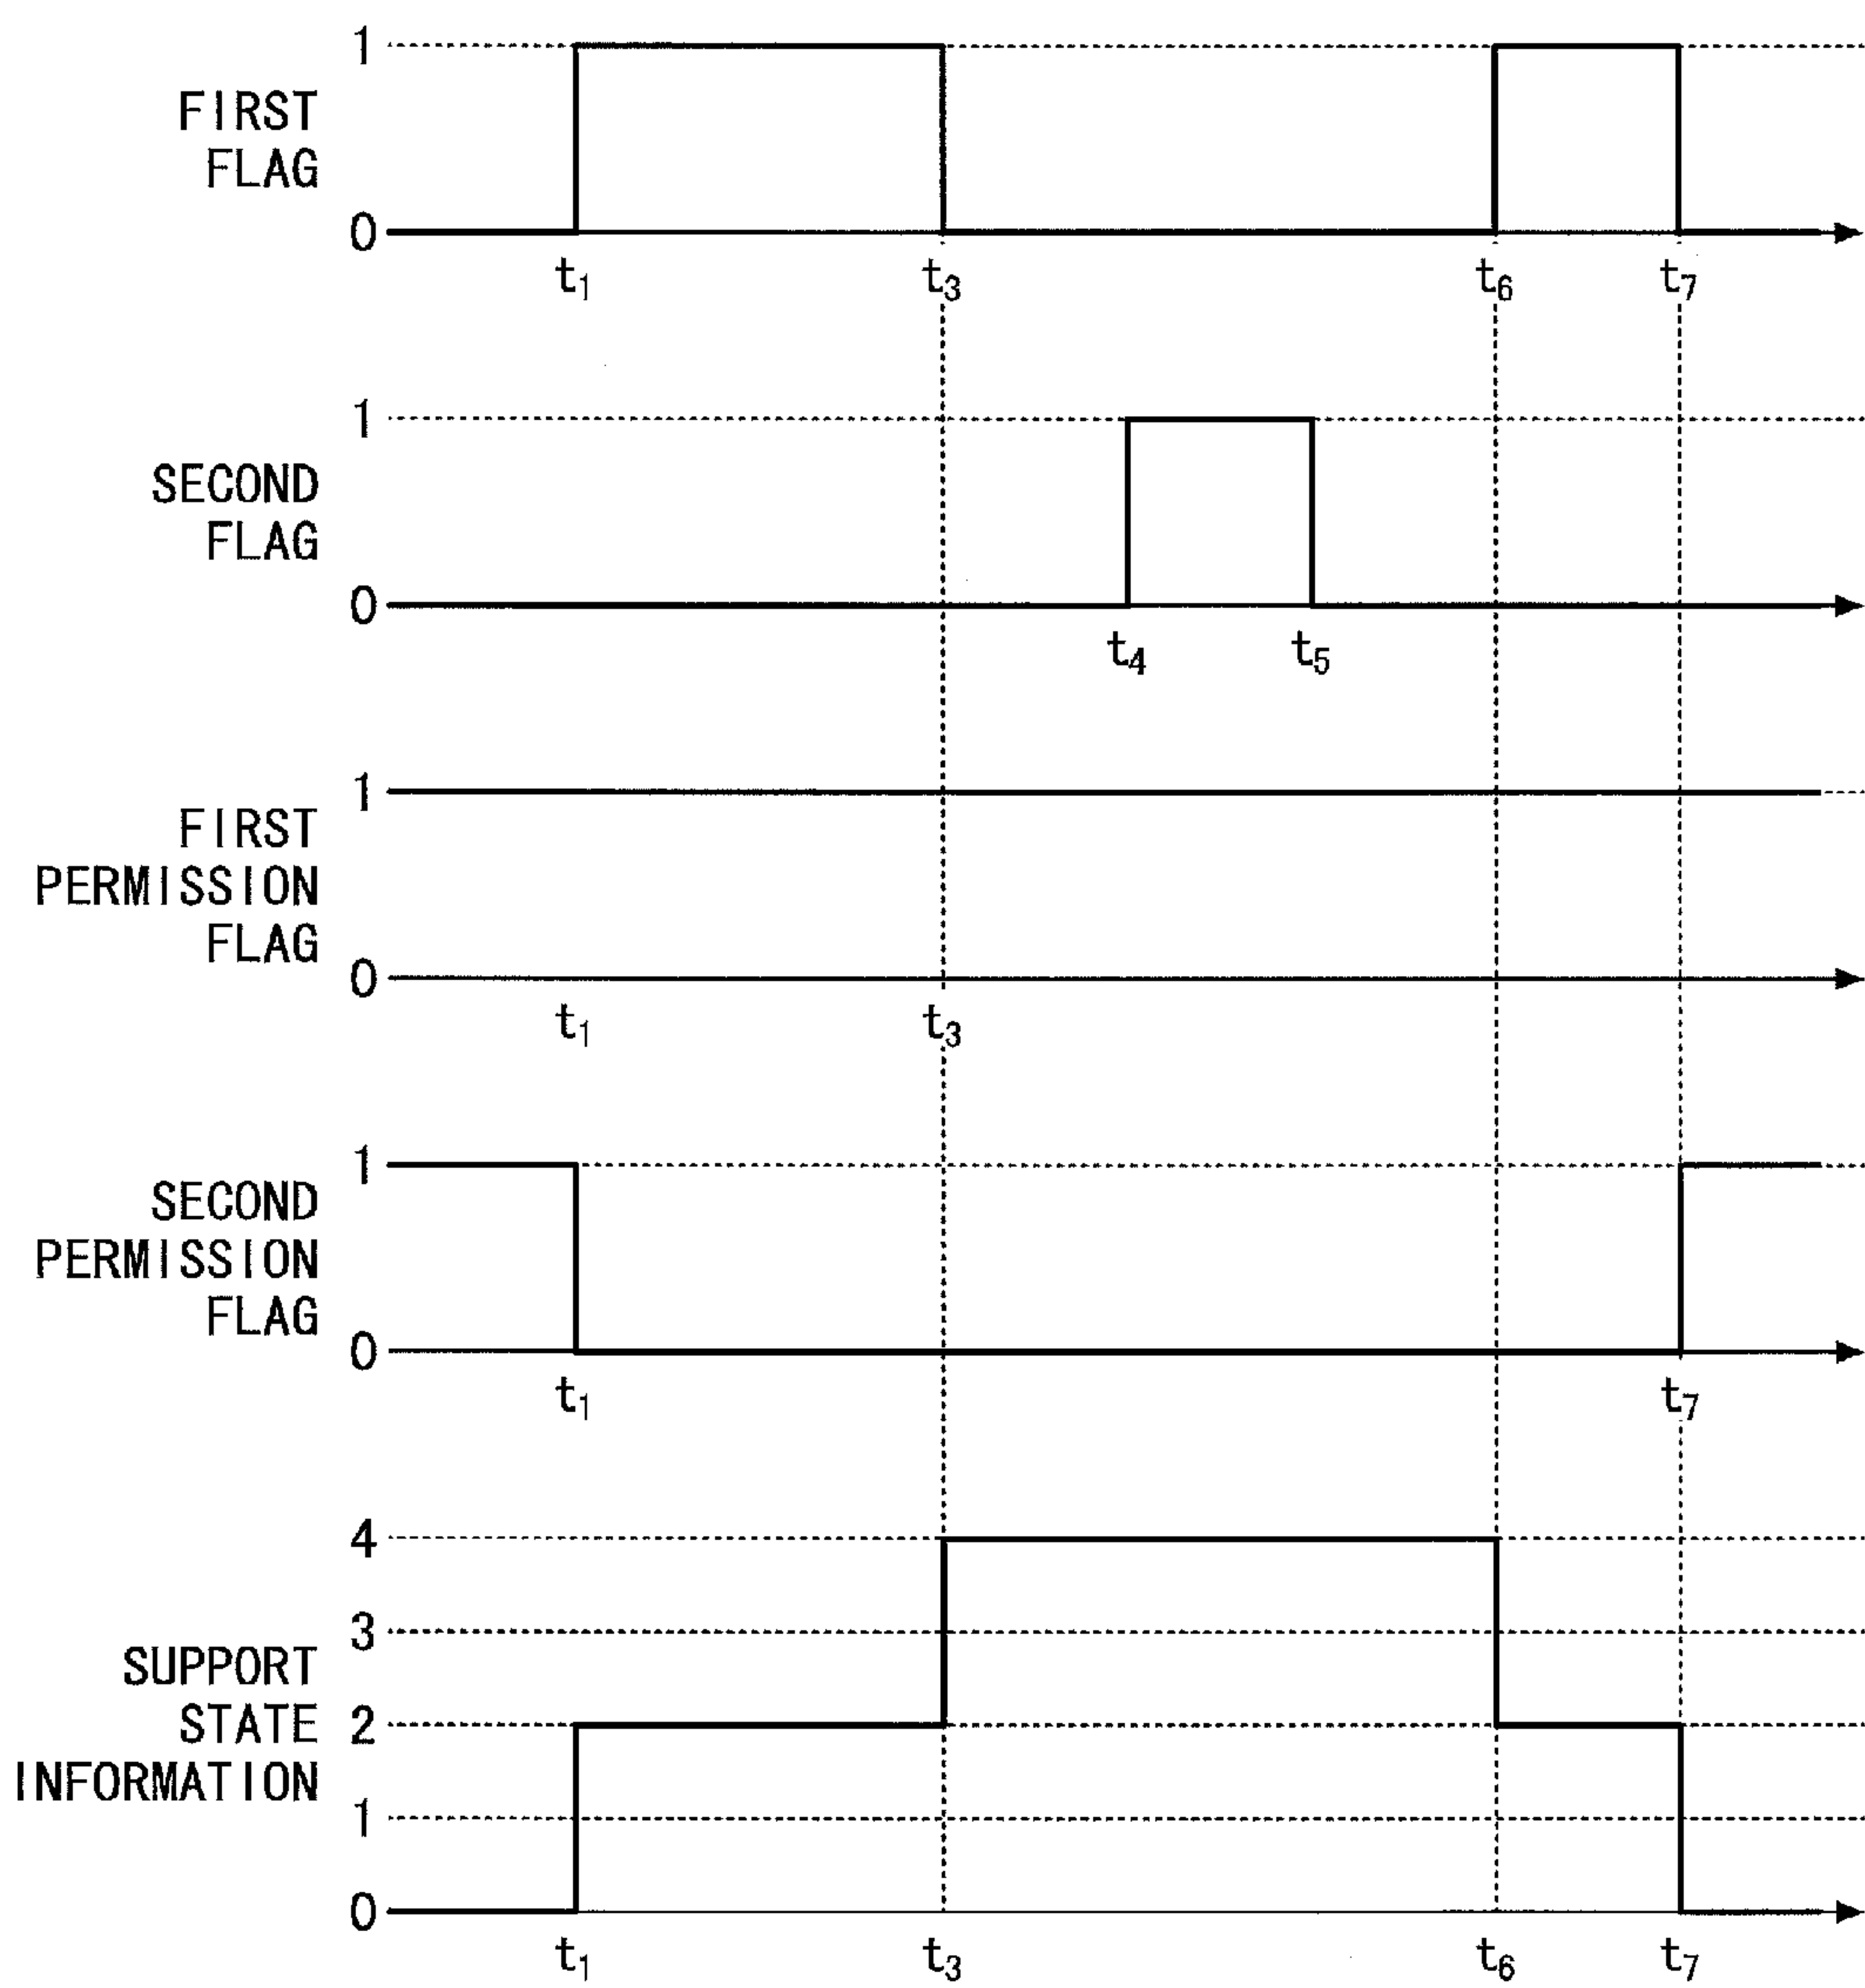 1
FIRST
FLAG
0
t1 t3 t6 t7
1
SECOND
FLAG
0
t4 t5
1
FIRST
PERMISSION
FLAG
0
t1 t3
1
SECOND
PERMISSION
FLAG
0
t1 t7
4
3
SUPPORT
STATE
2
INFORMATION
1
0
t1 t3 t6 t7